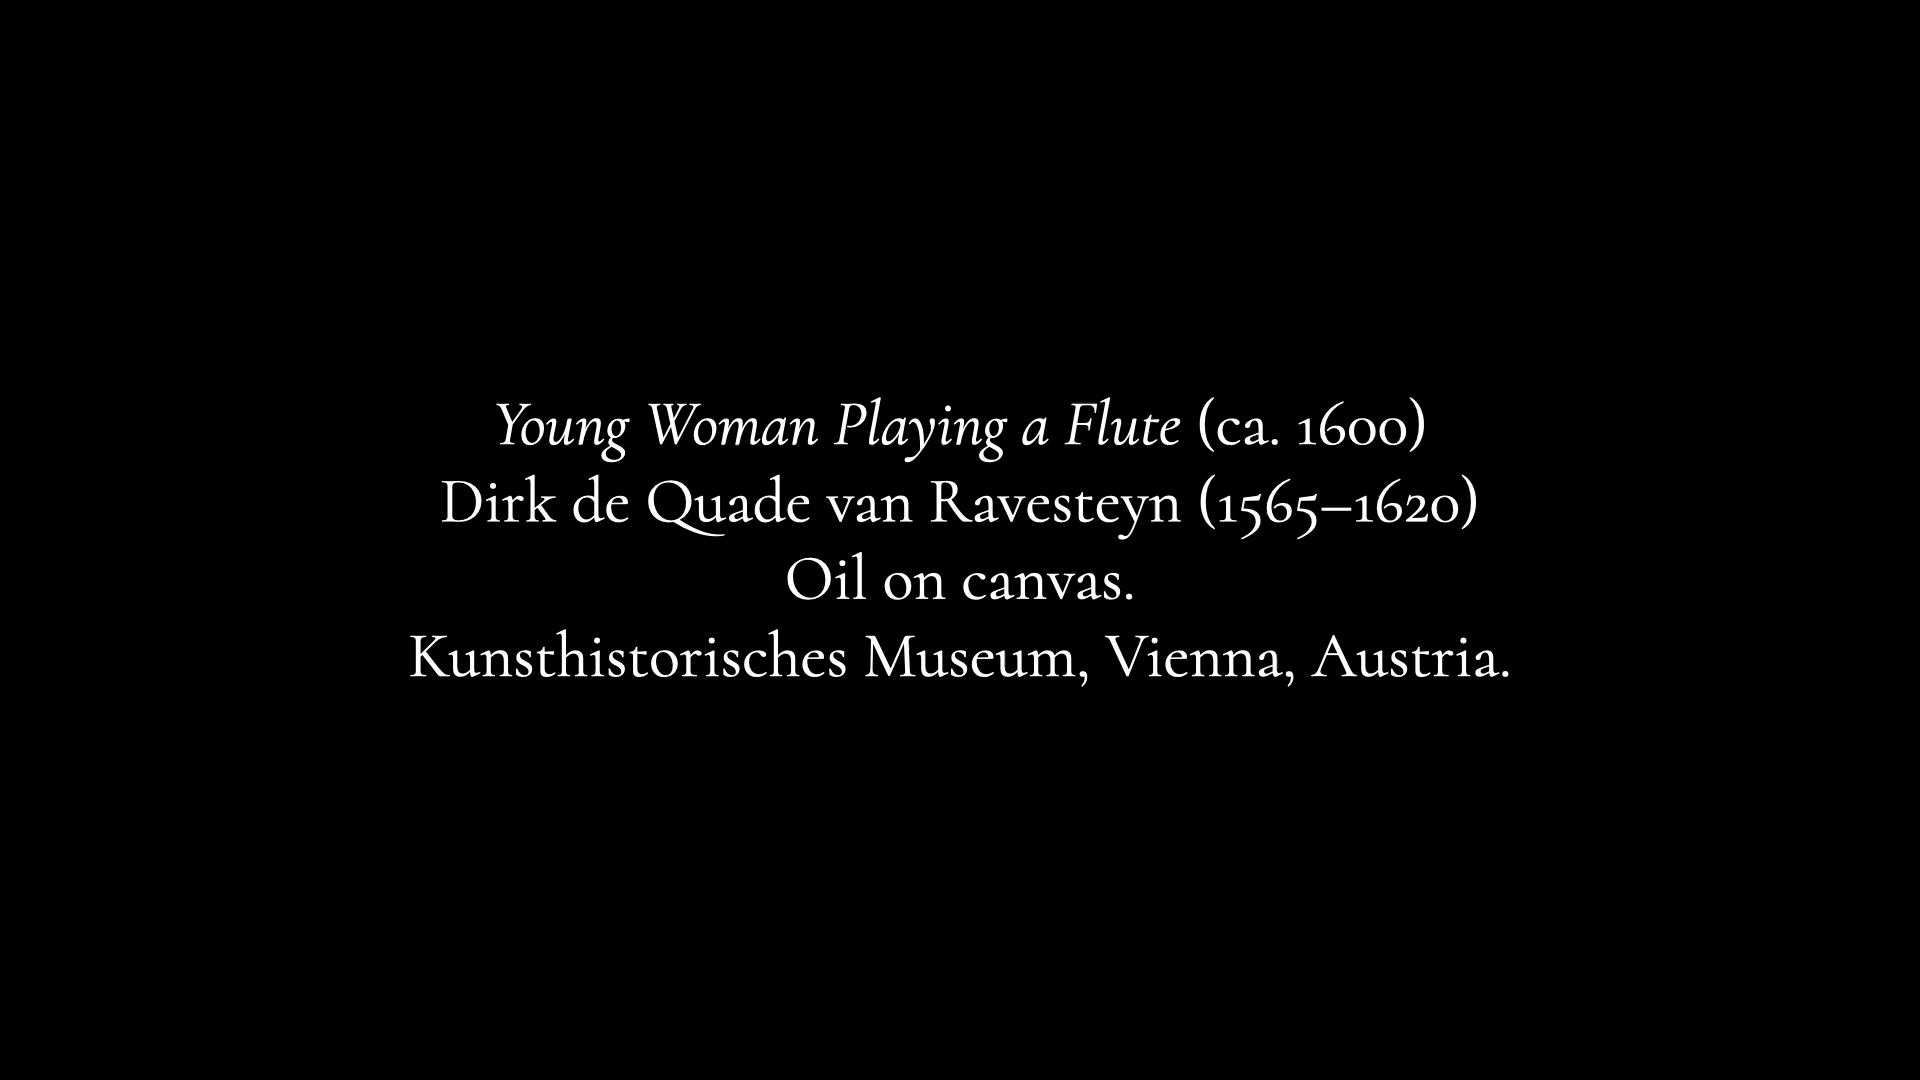 Young Woman Playing a Flute (ca. 1600)
Dirk de Quade van Ravesteyn (1565–1620)
Oil on canvas.
Kunsthistorisches Museum, Vienna, Austria.